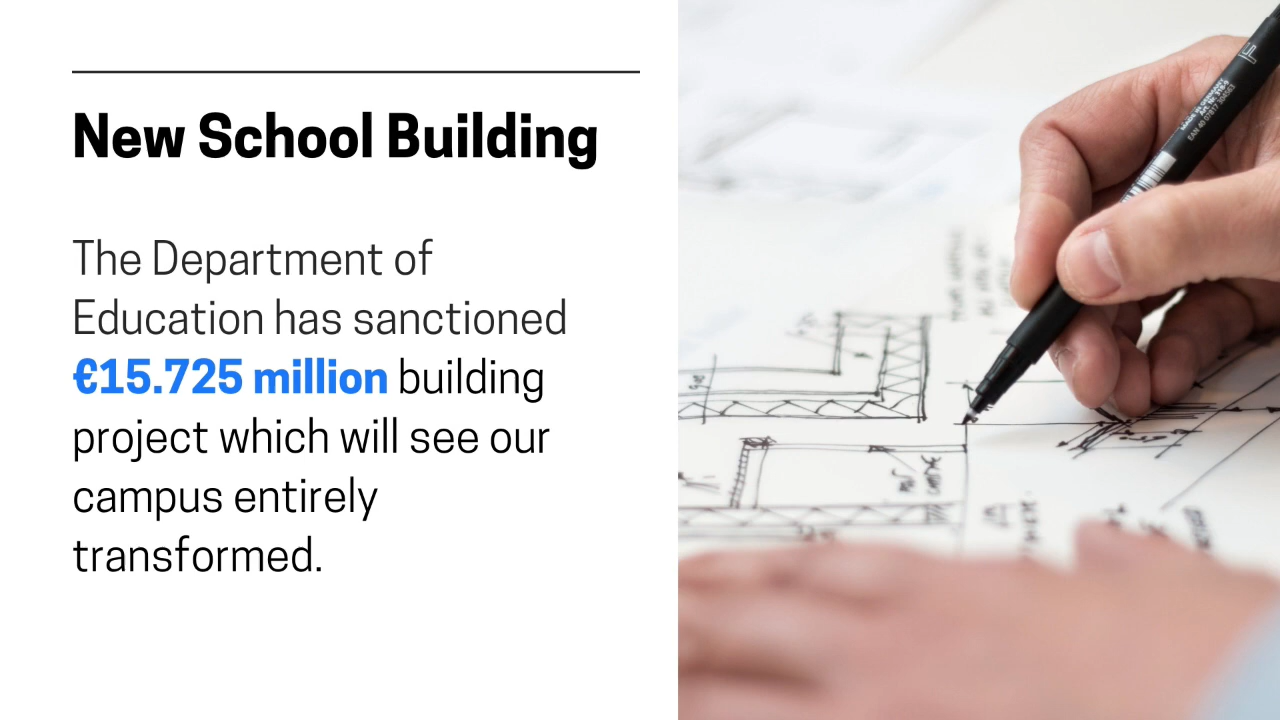 New School Building
The Department of
Education has sanctioned
€15.725 million building
project which will see our
campus entirely
transformed.